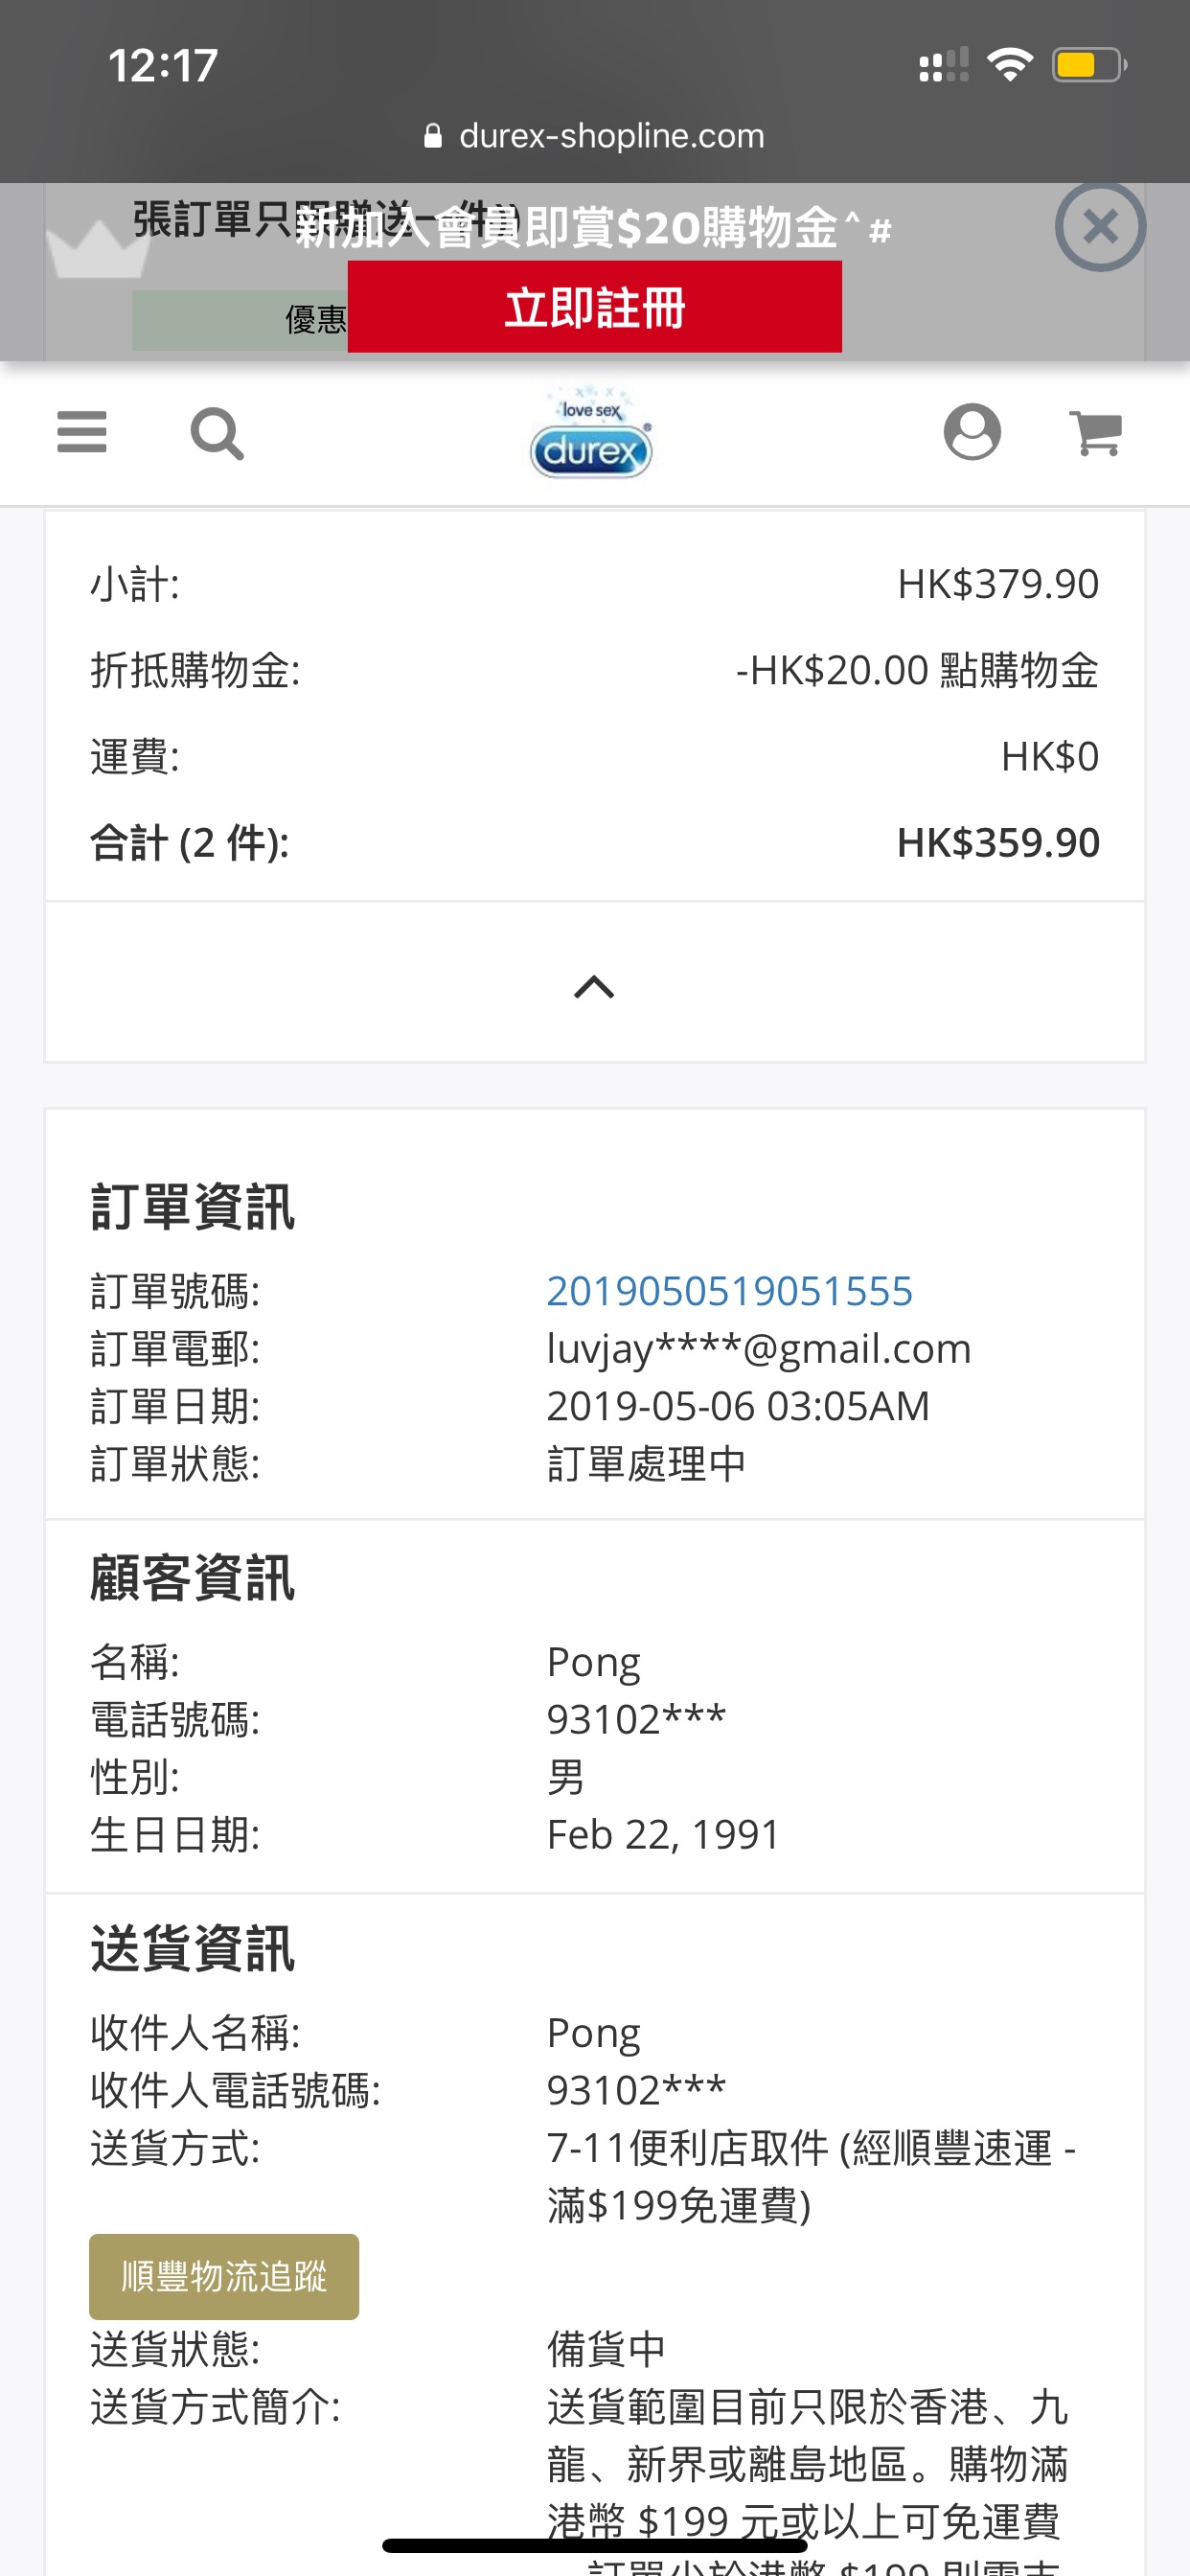 12:17
durex-shopline.com
張訂單只限贈送一件))
新加入會員即賞$20購物金^#
優惠
立即註冊
love sex
durex®
小計: HK$379.90
折抵購物金: -HK$20.00 點購物金
運費: HK$0
合計 (2 件): HK$359.90
訂單資訊
訂單號碼: 2019050519051555
訂單電郵: luvjay****@gmail.com
訂單日期: 2019-05-06 03:05AM
訂單狀態: 訂單處理中
顧客資訊
名稱: Pong
電話號碼: 93102***
性別: 男
生日日期: Feb 22, 1991
送貨資訊
收件人名稱: Pong
收件人電話號碼: 93102***
送貨方式: 7-11便利店取件 (經順豐速運 -
滿$199免運費)
順豐物流追蹤
送貨狀態: 備貨中
送貨方式簡介: 送貨範圍目前只限於香港、九
龍、新界或離島地區。購物滿
港幣 $199 元或以上可免運費